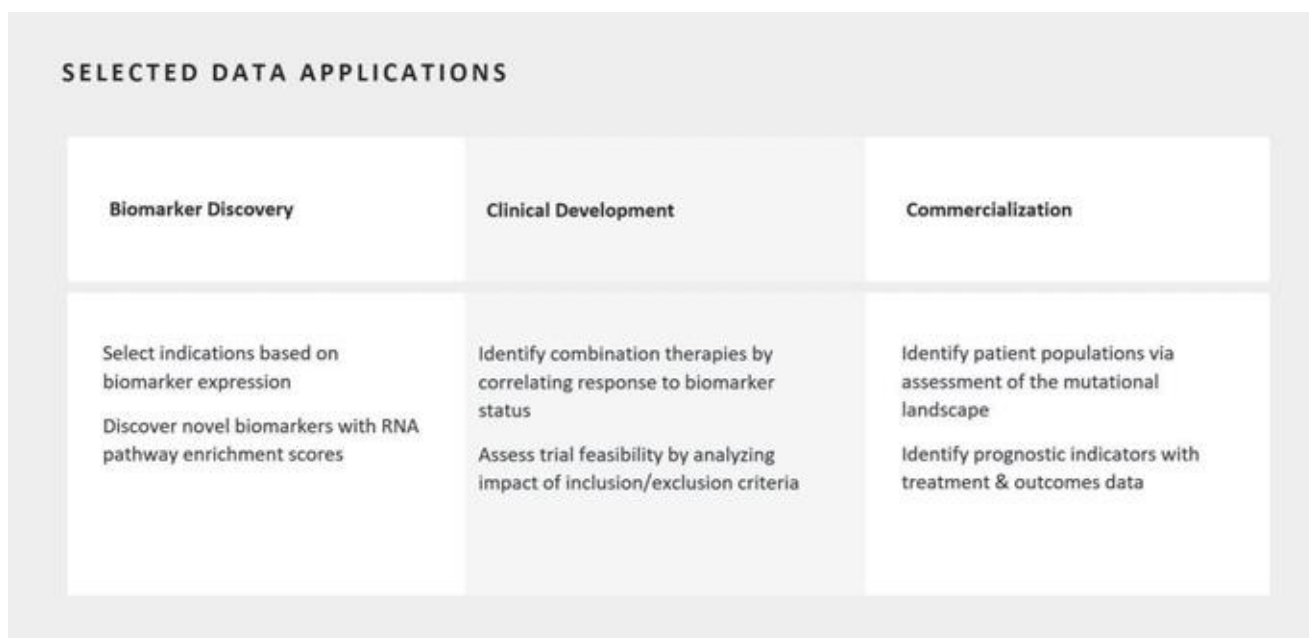 SELECTED DATA APPLICATIONS
Biomarker Discovery
Clinical Development
Commercialization
Select indications based on
biomarker expression
Discover novel biomarkers with RNA
pathway enrichment scores
Identify combination therapies by
correlating response to biomarker
status
Assess trial feasibility by analyzing
impact of inclusion/exclusion criteria
Identify patient populations via
assessment of the mutational
landscape
Identify prognostic indicators with
treatment & outcomes data